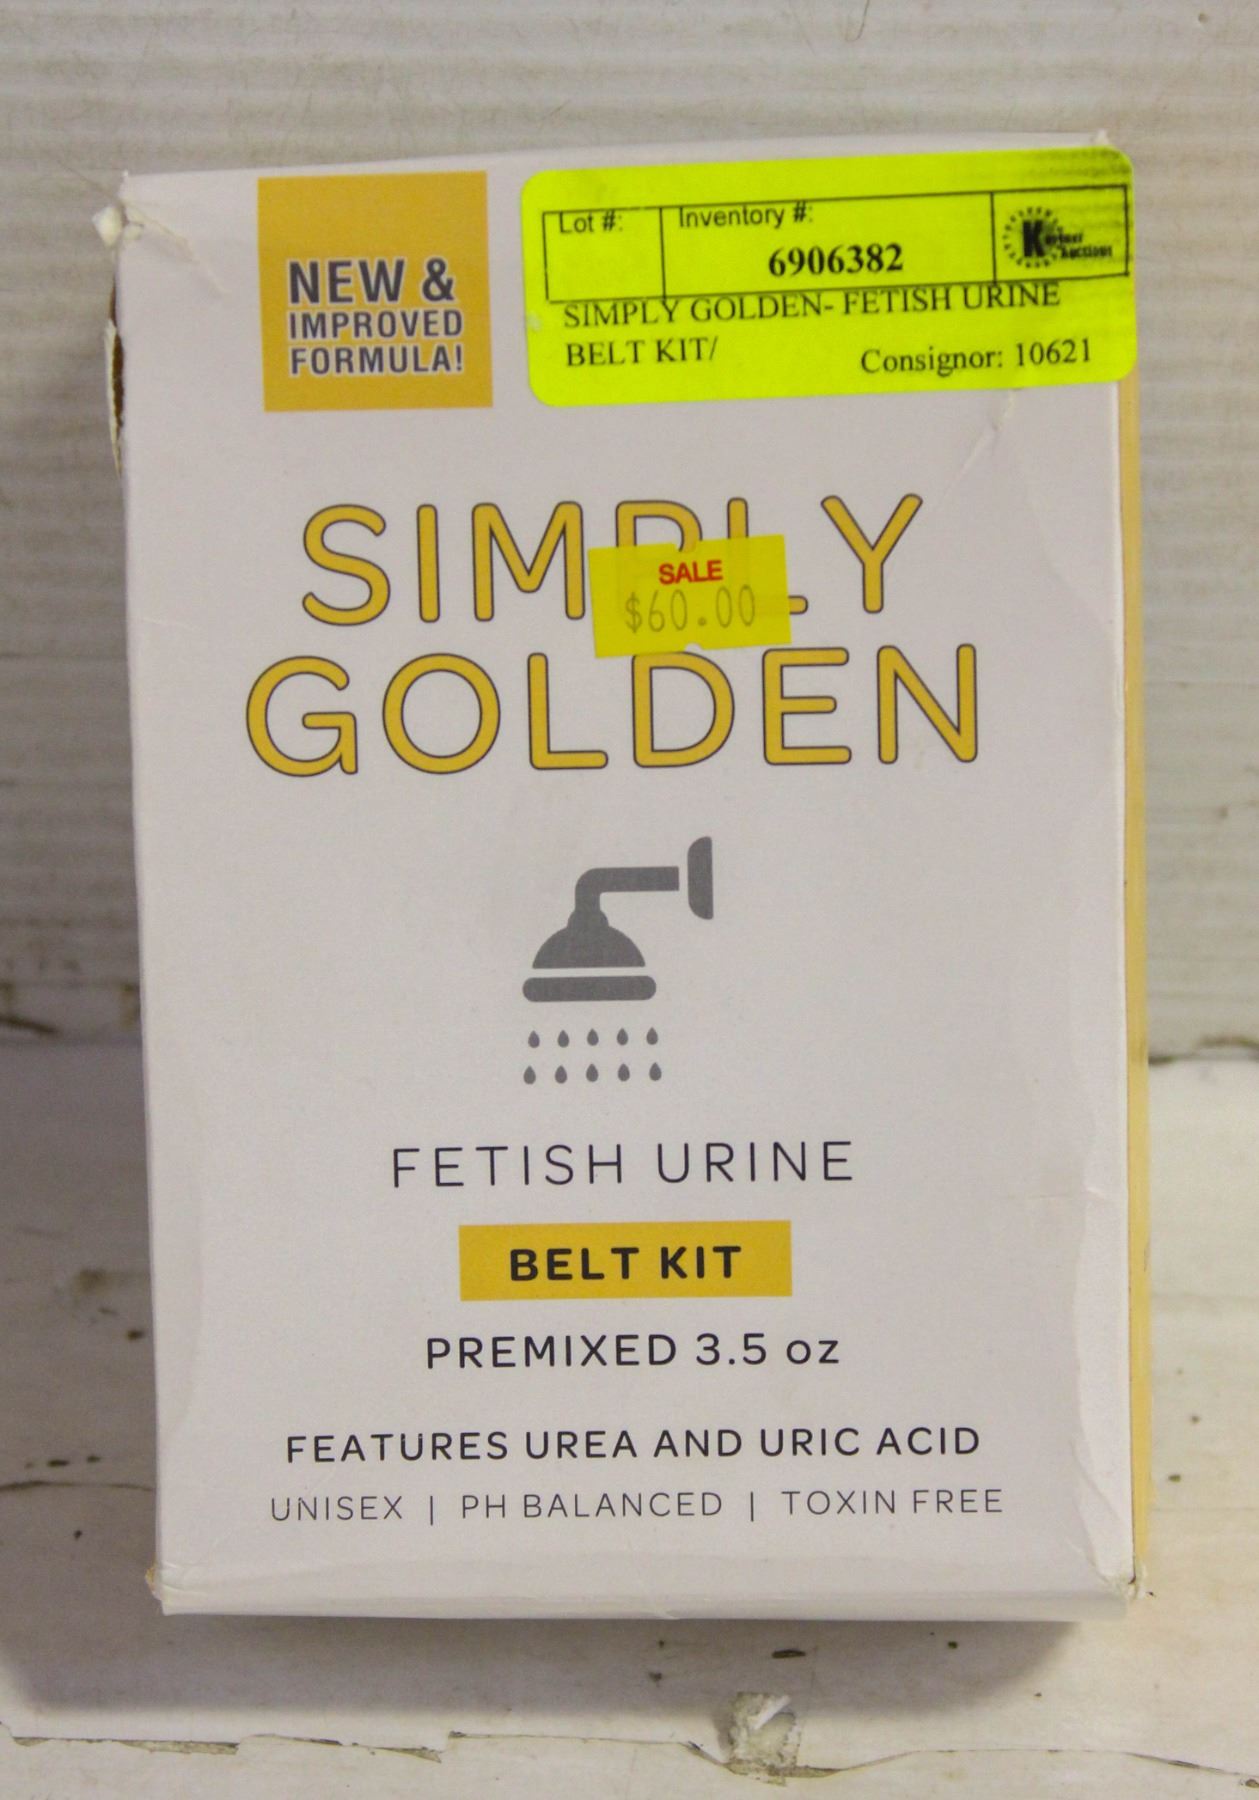 NEW &
IMPROVED
FORMULA!
Lot #:
Inventory #:
6906382
SIMPLY GOLDEN- FETISH URINE
BELT KIT/
Consignor: 10621
SIMPLY
SALE
$60.00
GOLDEN
FETISH URINE
BELT KIT
PREMIXED 3.5 oz
FEATURES UREA AND URIC ACID
UNISEX | PH BALANCED | TOXIN FREE